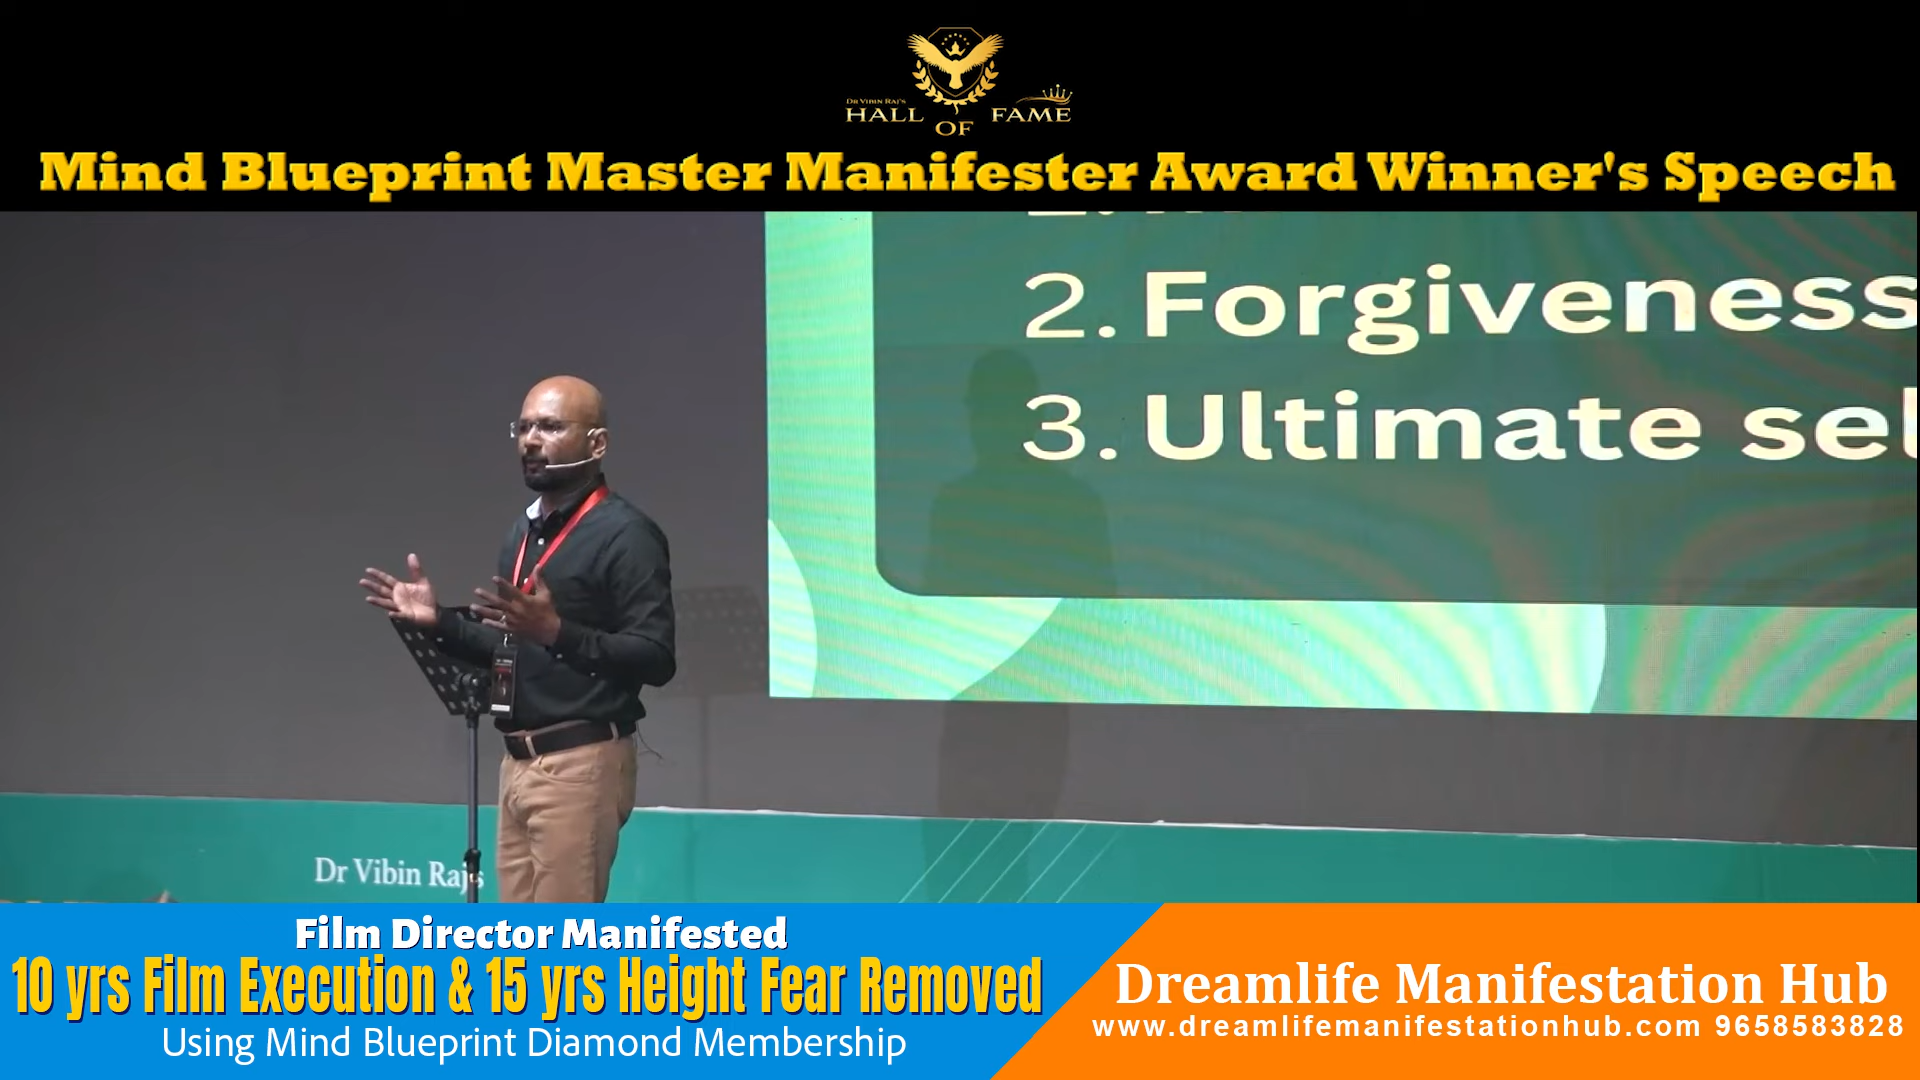 Dr Vibin Raj's
HALL OF FAME
Mind Blueprint Master Manifester Award Winner's Speech
2. Forgiveness
3. Ultimate sel
Dr Vibin Raj's
Film Director Manifested
10 yrs Film Execution & 15 yrs Height Fear Removed
Using Mind Blueprint Diamond Membership
Dreamlife Manifestation Hub
www.dreamlifemanifestationhub.com 9658583828